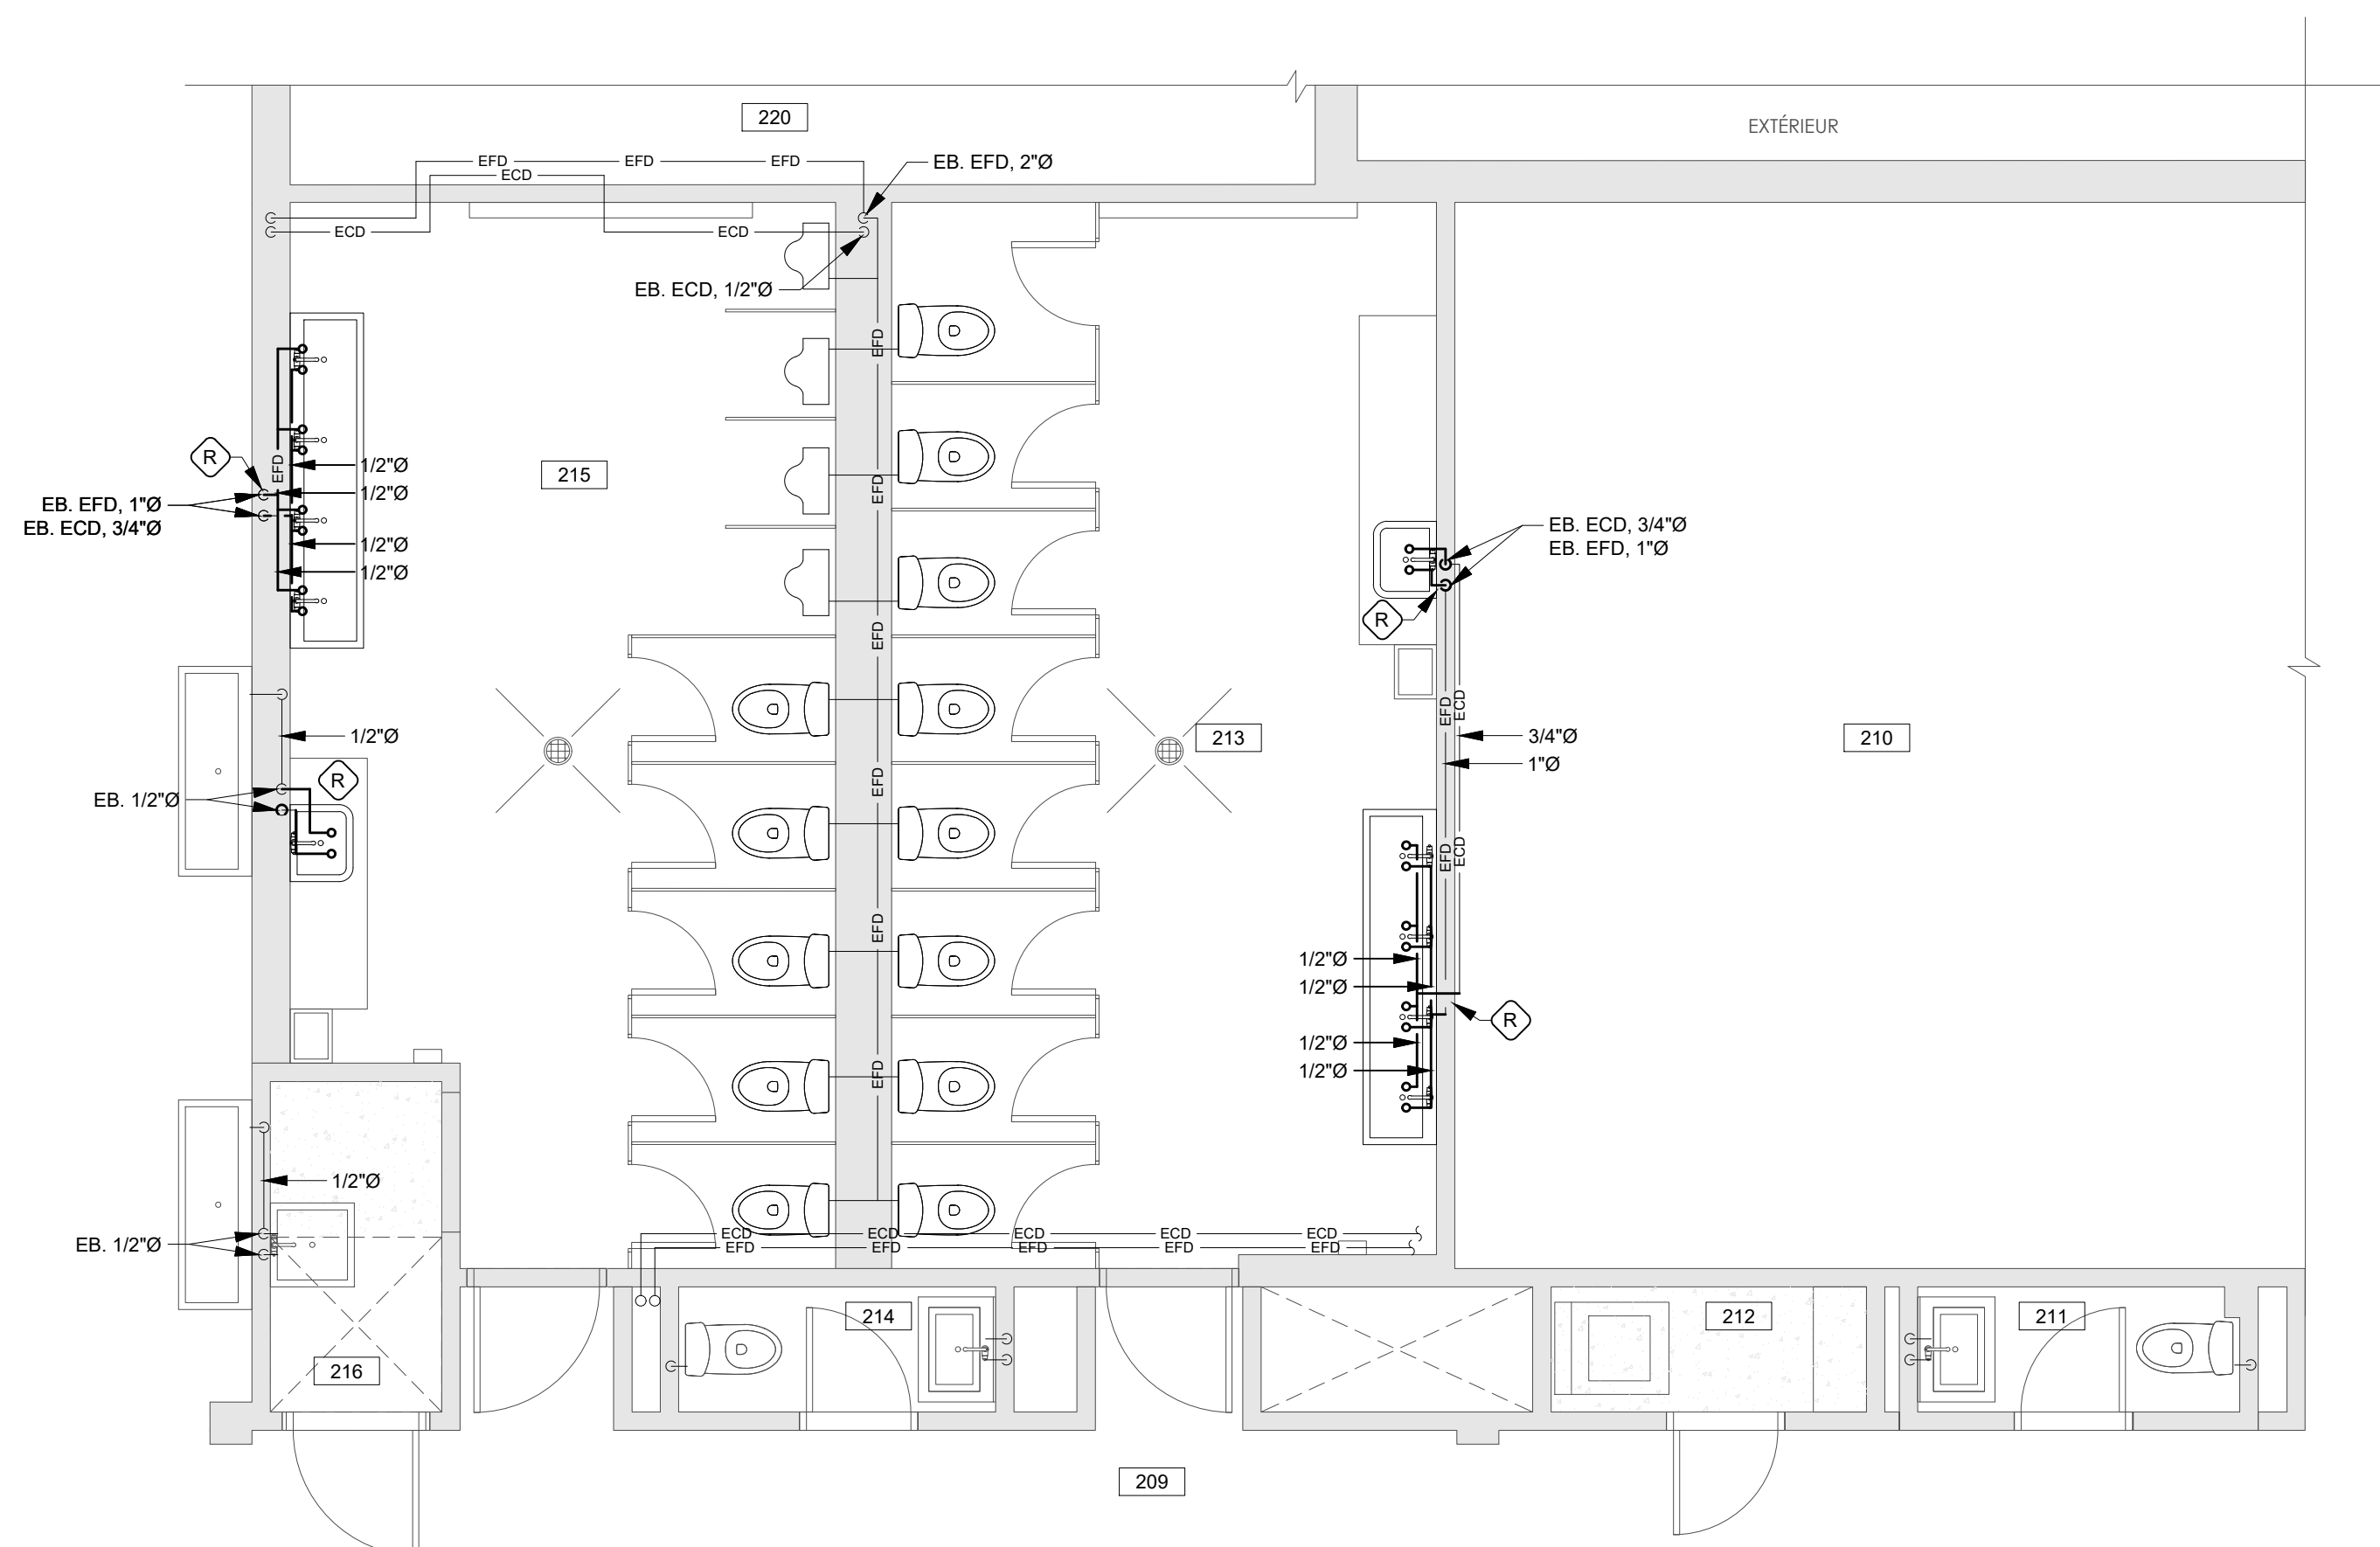 220
EXTÉRIEUR
EFD EFD EFD
EB. EFD, 2"Ø
ECD
ECD ECD
EB. ECD, 1/2"Ø
EFD
R
EFD
1/2"Ø
215
EFD
1/2"Ø
EB. EFD, 1"Ø
EB. ECD, 3/4"Ø
EB. ECD, 3/4"Ø
EB. EFD, 1"Ø
1/2"Ø
1/2"Ø
R
EFD
EFD
ECD
1/2"Ø
213
210
3/4"Ø
1"Ø
R
EFD
EB. 1/2"Ø
EFD
ECD
EFD
1/2"Ø
1/2"Ø
R
1/2"Ø
1/2"Ø
EFD
1/2"Ø
ECD ECD ECD ECD ECD
EB. 1/2"Ø
EFD EFD EFD EFD EFD
214
212
211
216
209